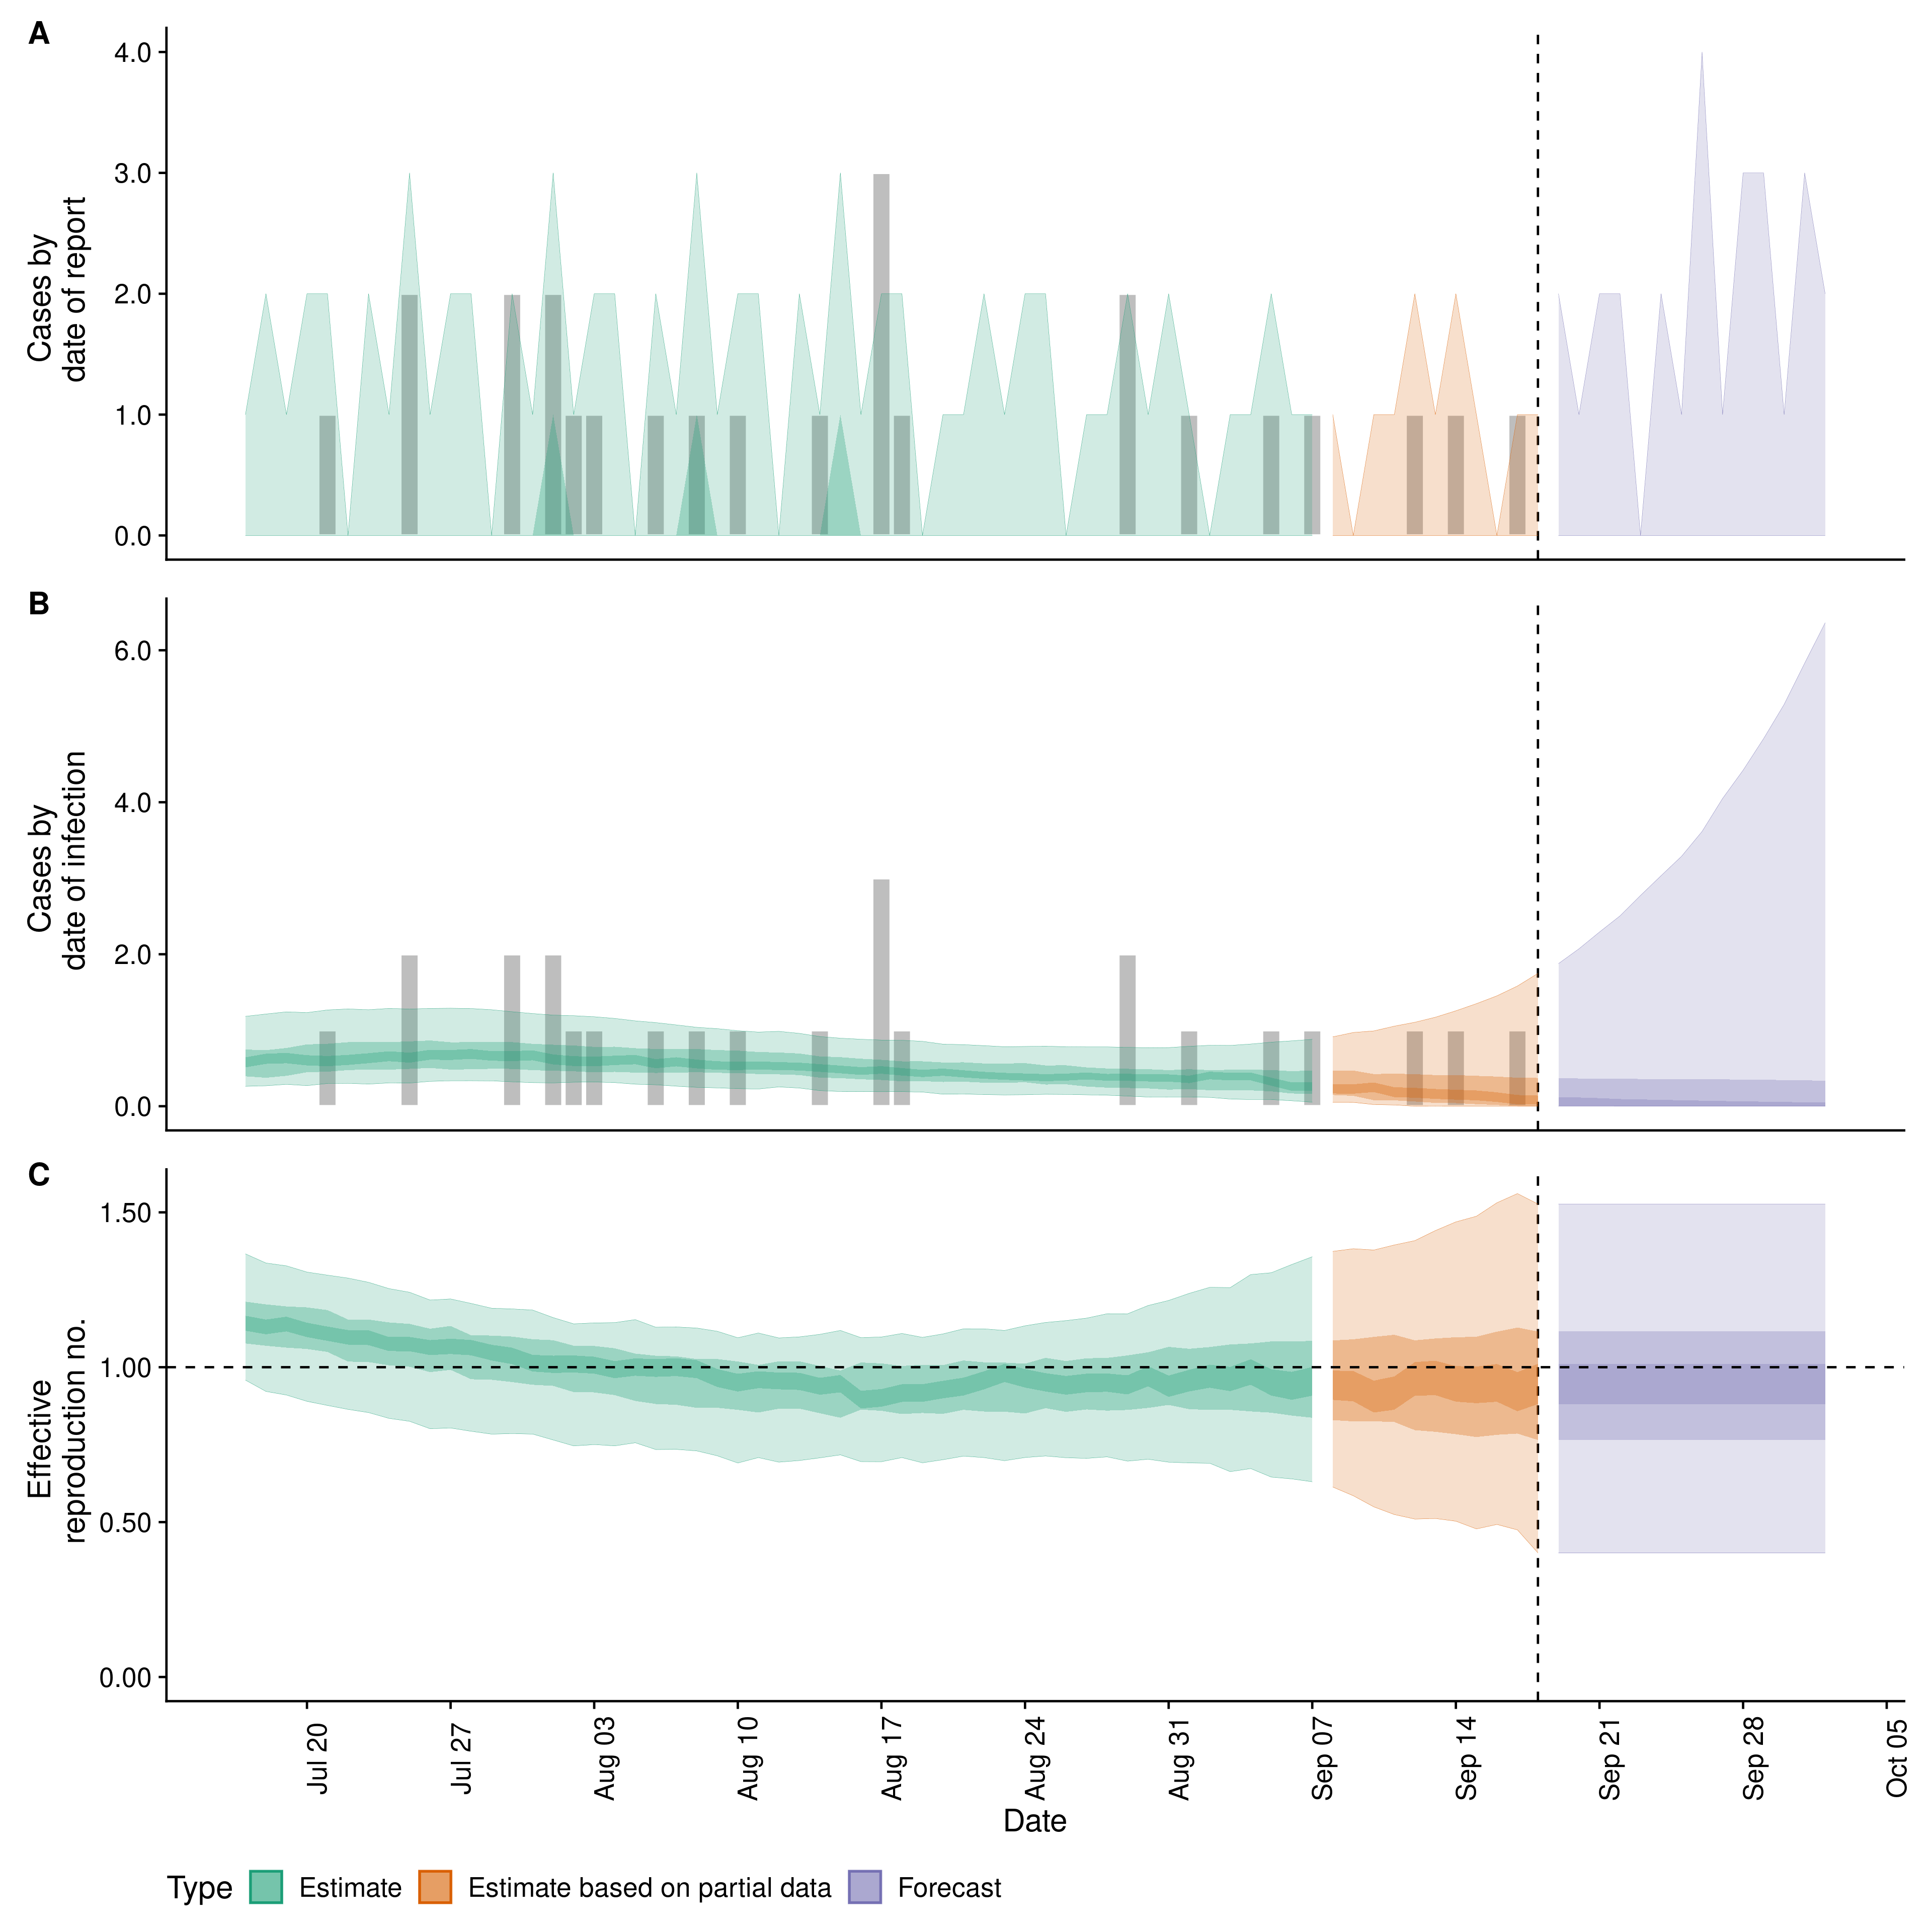 A
4.0
3.0
2.0
1.0
0.0
Cases by
date of report
B
6.0
4.0
2.0
0.0
Cases by
date of infection
C
1.50
1.00
0.50
0.00
Effective
reproduction no.
Jul 20
Jul 27
Aug 03
Aug 10
Aug 17
Aug 24
Aug 31
Sep 07
Sep 14
Sep 21
Sep 28
Oct 05
Date
Type Estimate Estimate based on partial data Forecast